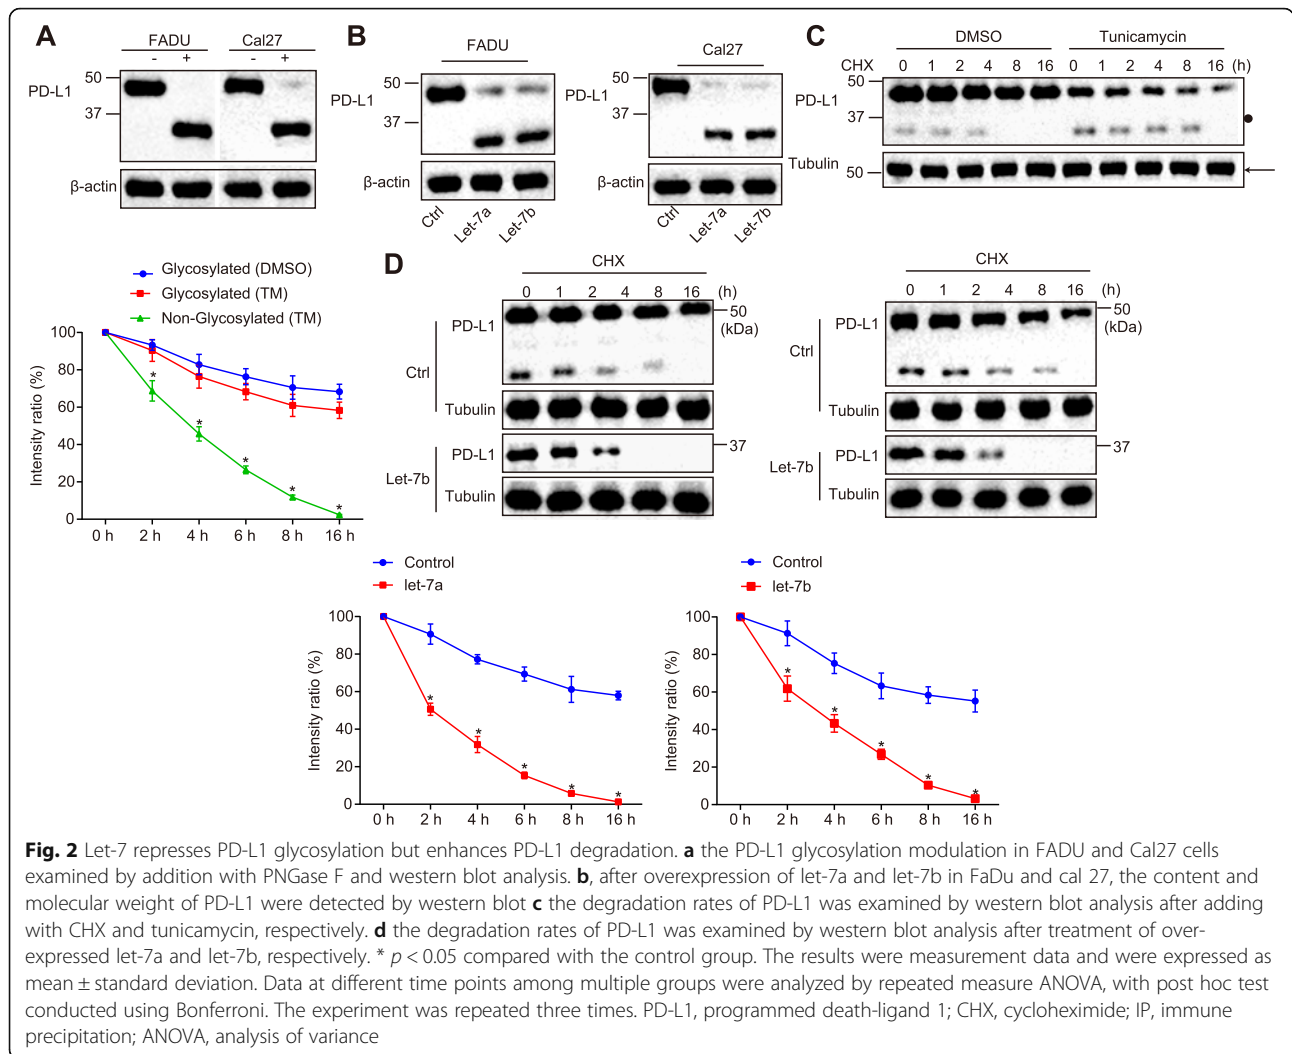 A
FADU Cal27
- + - +
PD-L1
50
37
β-actin
B
FADU
PD-L1
50
37
β-actin
Ctrl Let-7a Let-7b
Cal27
PD-L1
50
37
β-actin
Ctrl Let-7a Let-7b
C
DMSO Tunicamycin
CHX 0 1 2 4 8 16 0 1 2 4 8 16 (h)
50
PD-L1
37
Tubulin
50
Glycosylated (DMSO)
Glycosylated (TM)
Non-Glycosylated (TM)
Intensity ratio (%)
100
80
60
40
20
0
* * * * *
0 h 2 h 4 h 6 h 8 h 16 h
D
CHX
0 1 2 4 8 16 (h)
50
(kDa)
PD-L1
Ctrl
Tubulin
37
PD-L1
Let-7b
Tubulin
CHX
0 1 2 4 8 16 (h)
50
(kDa)
PD-L1
Ctrl
Tubulin
37
PD-L1
Let-7b
Tubulin
Control
let-7a
Intensity ratio (%)
100
80
60
40
20
0
* * * * *
0 h 2 h 4 h 6 h 8 h 16 h
Control
let-7b
Intensity ratio (%)
100
80
60
40
20
0
* * * * *
0 h 2 h 4 h 6 h 8 h 16 h
Fig. 2 Let-7 represses PD-L1 glycosylation but enhances PD-L1 degradation. a the PD-L1 glycosylation modulation in FADU and Cal27 cells
examined by addition with PNGase F and western blot analysis. b, after overexpression of let-7a and let-7b in FaDu and cal 27, the content and
molecular weight of PD-L1 were detected by western blot c the degradation rates of PD-L1 was examined by western blot analysis after adding
with CHX and tunicamycin, respectively. d the degradation rates of PD-L1 was examined by western blot analysis after treatment of over-
expressed let-7a and let-7b, respectively. * p < 0.05 compared with the control group. The results were measurement data and were expressed as
mean ± standard deviation. Data at different time points among multiple groups were analyzed by repeated measure ANOVA, with post hoc test
conducted using Bonferroni. The experiment was repeated three times. PD-L1, programmed death-ligand 1; CHX, cycloheximide; IP, immune
precipitation; ANOVA, analysis of variance